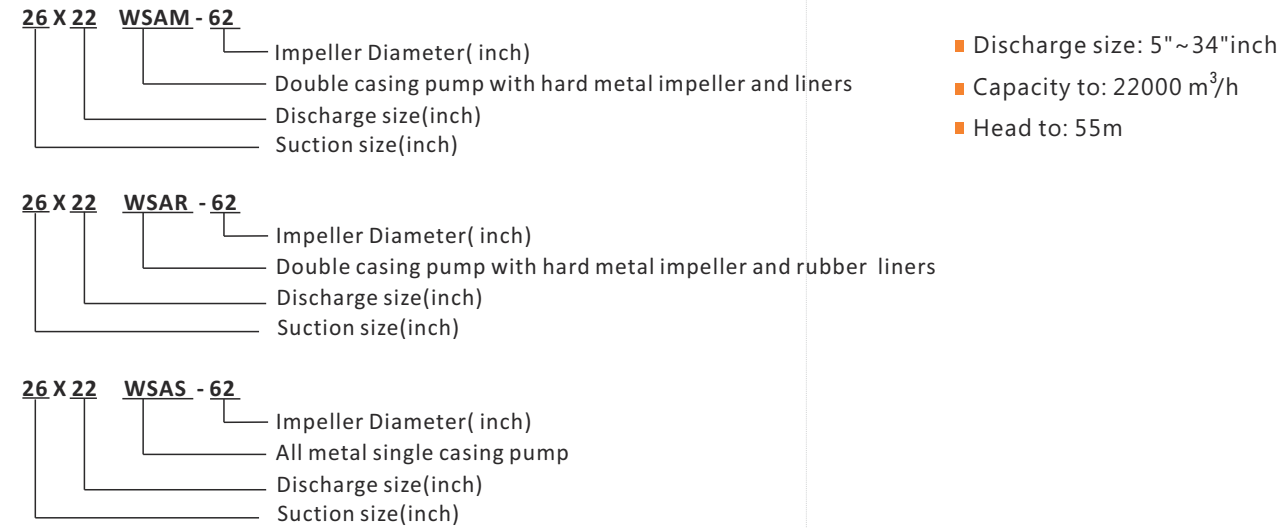 26 X 22 WSAM - 62
Impeller Diameter( inch)
Double casing pump with hard metal impeller and liners
Discharge size(inch)
Suction size(inch)
26 X 22 WSAR - 62
Impeller Diameter( inch)
Double casing pump with hard metal impeller and rubber liners
Discharge size(inch)
Suction size(inch)
26 X 22 WSAS - 62
Impeller Diameter( inch)
All metal single casing pump
Discharge size(inch)
Suction size(inch)
Discharge size: 5"~34"inch
Capacity to: 22000 m³/h
Head to: 55m